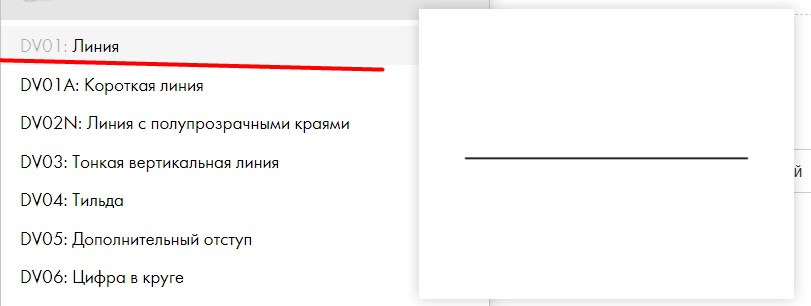 DV01: Линия
DV01A: Короткая линия
DV02N: Линия с полупрозрачными краями
DV03: Тонкая вертикальная линия
й
DV04: Тильда
DV05: Дополнительный отступ
DV06: Цифра в круге